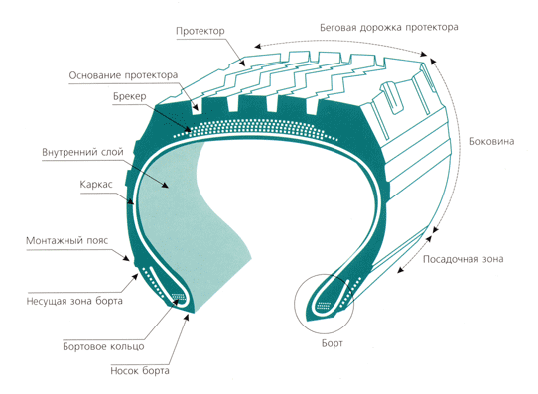 Протектор
Беговая дорожка протектора
Основание протектора
Брекер
Внутренний слой
Боковина
Каркас
Монтажный пояс
Посадочная зона
Несущая зона борта
Бортовое кольцо
Борт
Носок борта